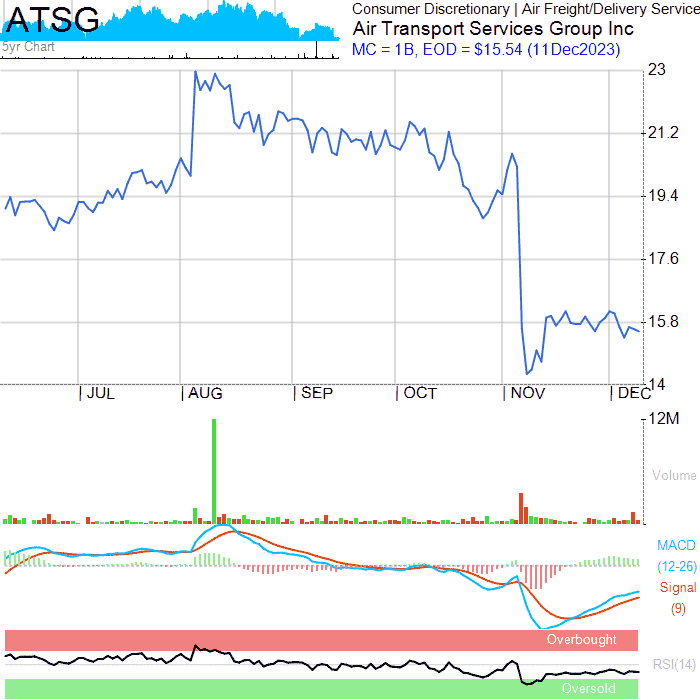 ATSG
5yr Chart
Consumer Discretionary | Air Freight/Delivery Service
Air Transport Services Group Inc
MC = 1B, EOD = $15.54 (11Dec2023)
23
21.2
19.4
17.6
15.8
14
JUL
AUG
SEP
OCT
NOV
DEC
12M
Volume
MACD
(12-26)
Signal
(9)
Overbought
RSI(14)
Oversold